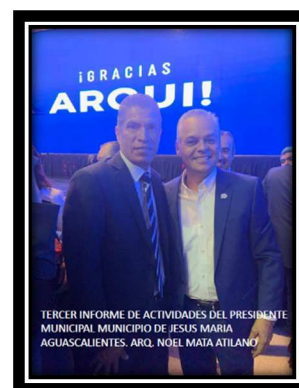 ¡GRACIAS
ARQUI!
TERCER INFORME DE ACTIVIDADES DEL PRESIDENTE
MUNICIPAL MUNICIPIO DE JESUS MARIA
AGUASCALIENTES. ARQ. NOEL MATA ATILANO